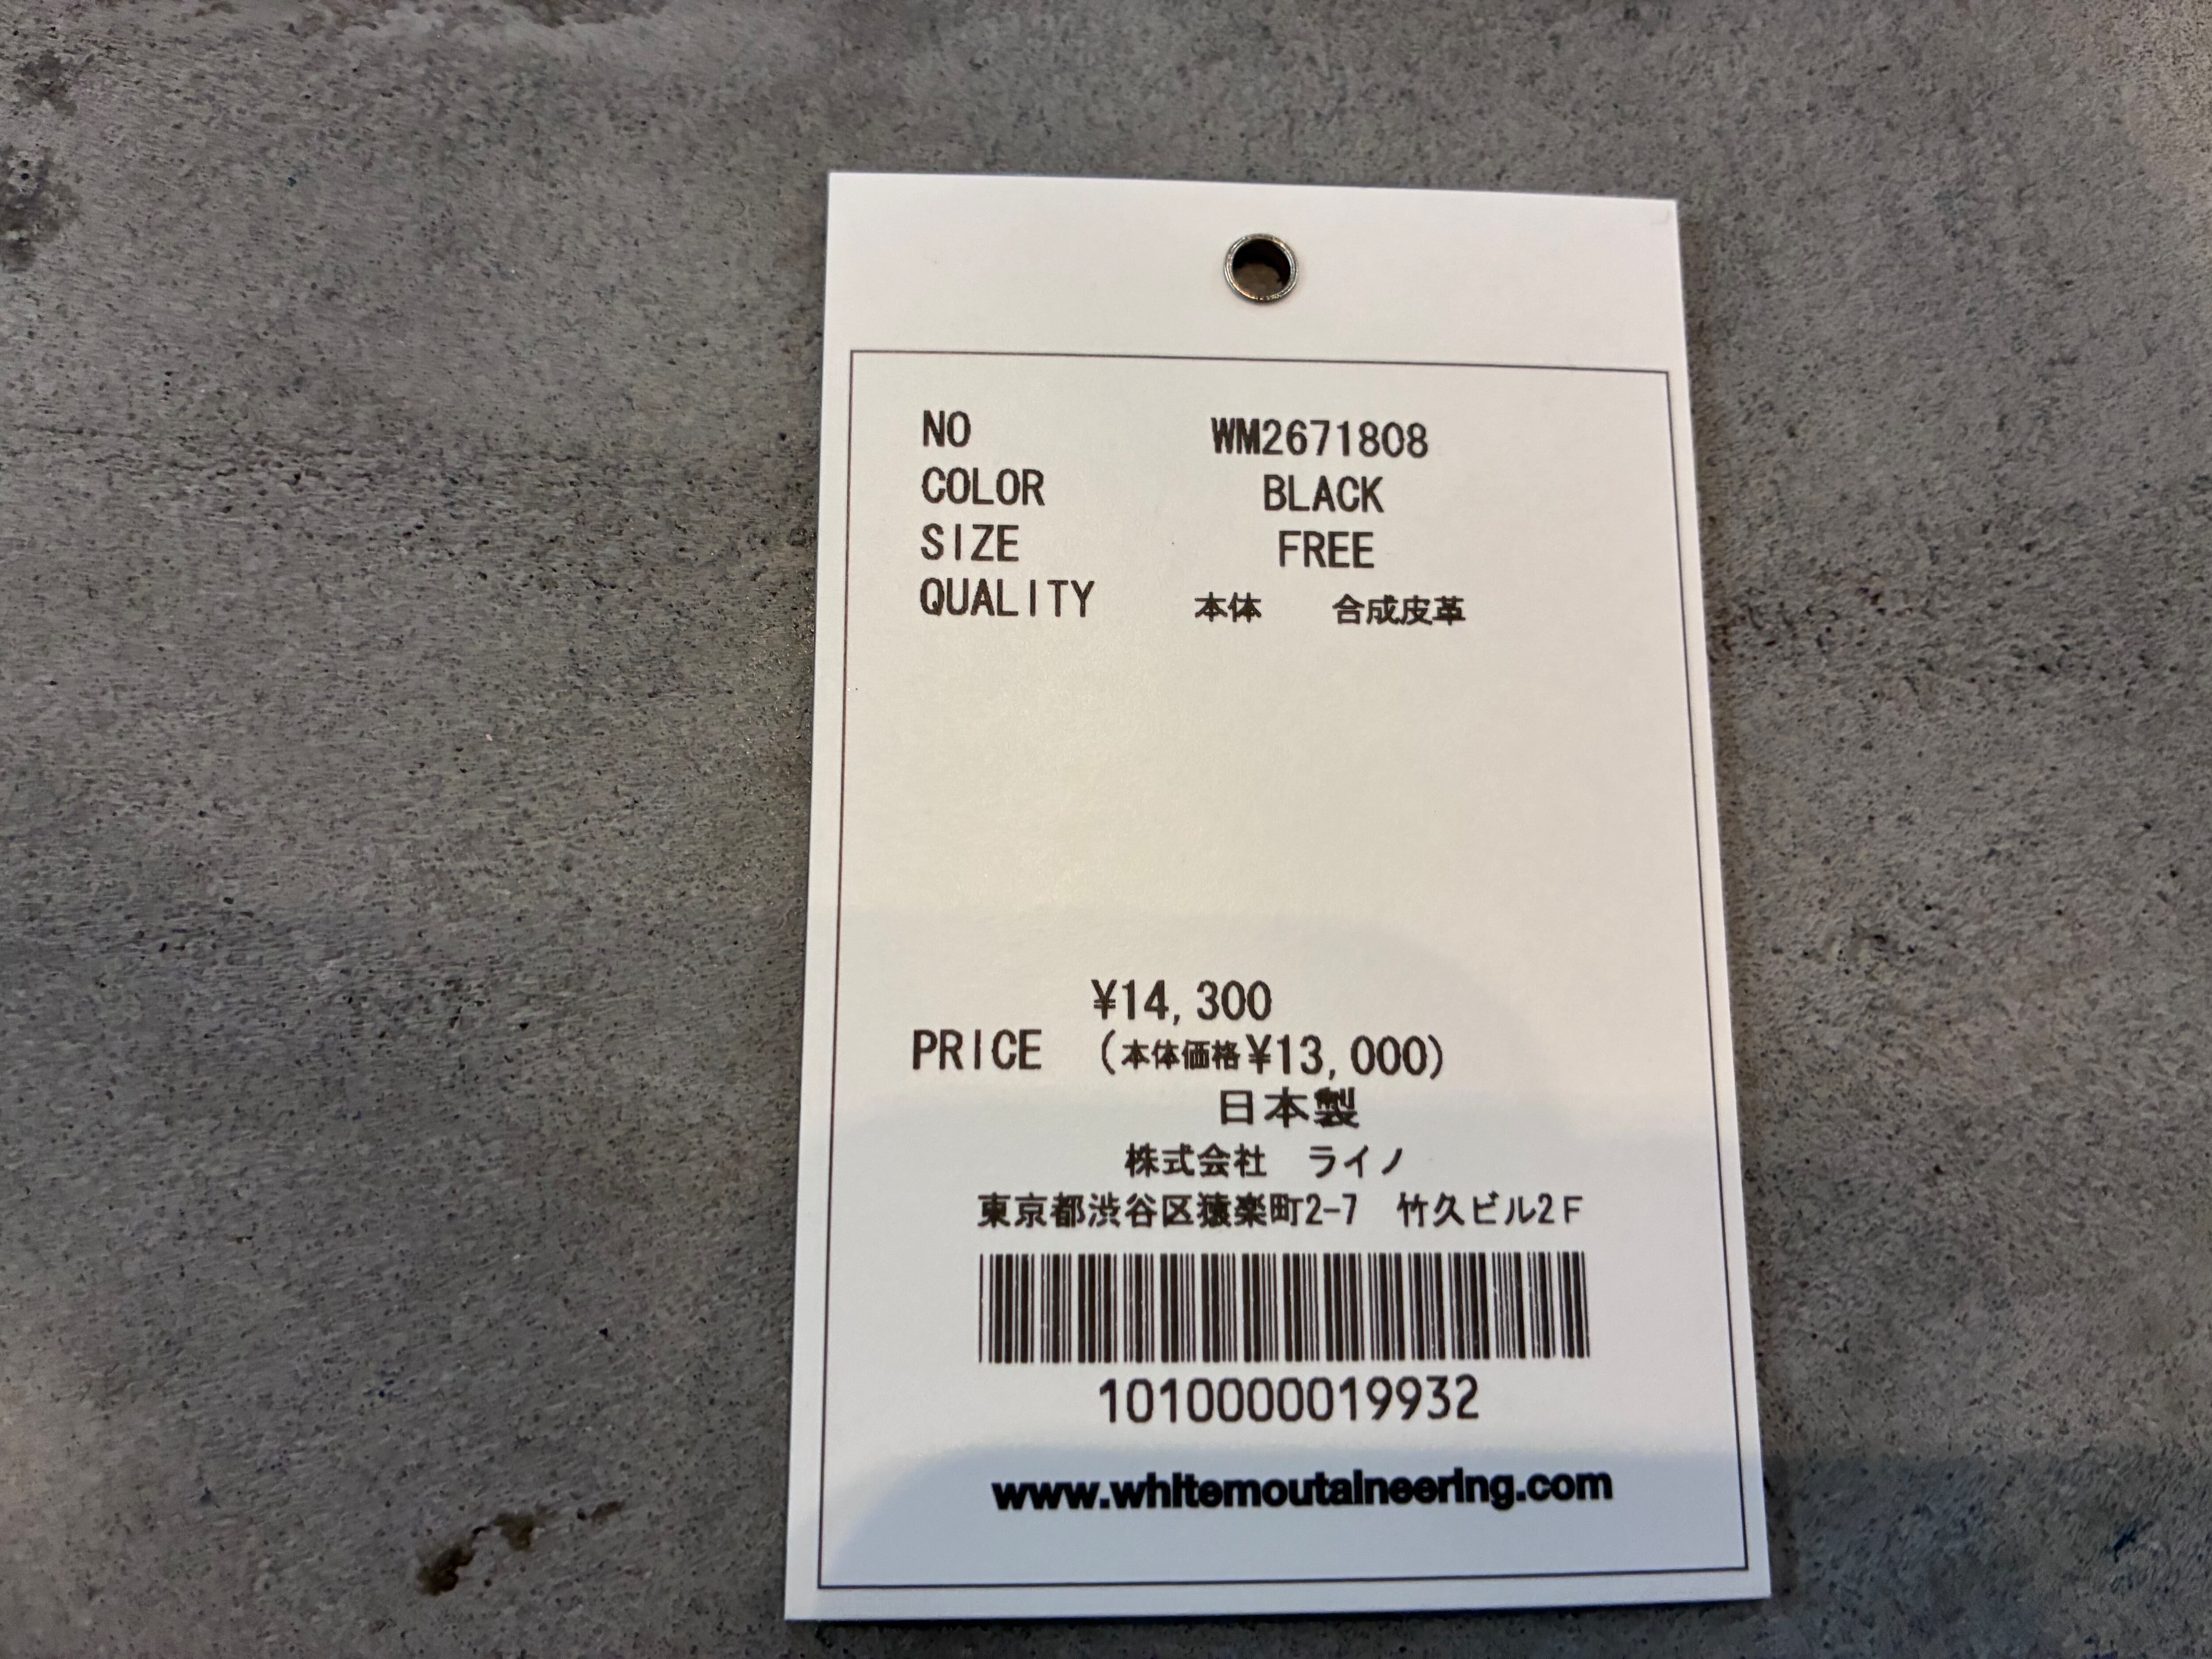 NO WM2671808
COLOR BLACK
SIZE FREE
QUALITY 本体 合成皮革
¥14,300
PRICE (本体価格¥13,000)
日本製
株式会社 ライノ
東京都渋谷区猿楽町2-7 竹久ビル2F
1010000019932
www.whitemoutaineering.com